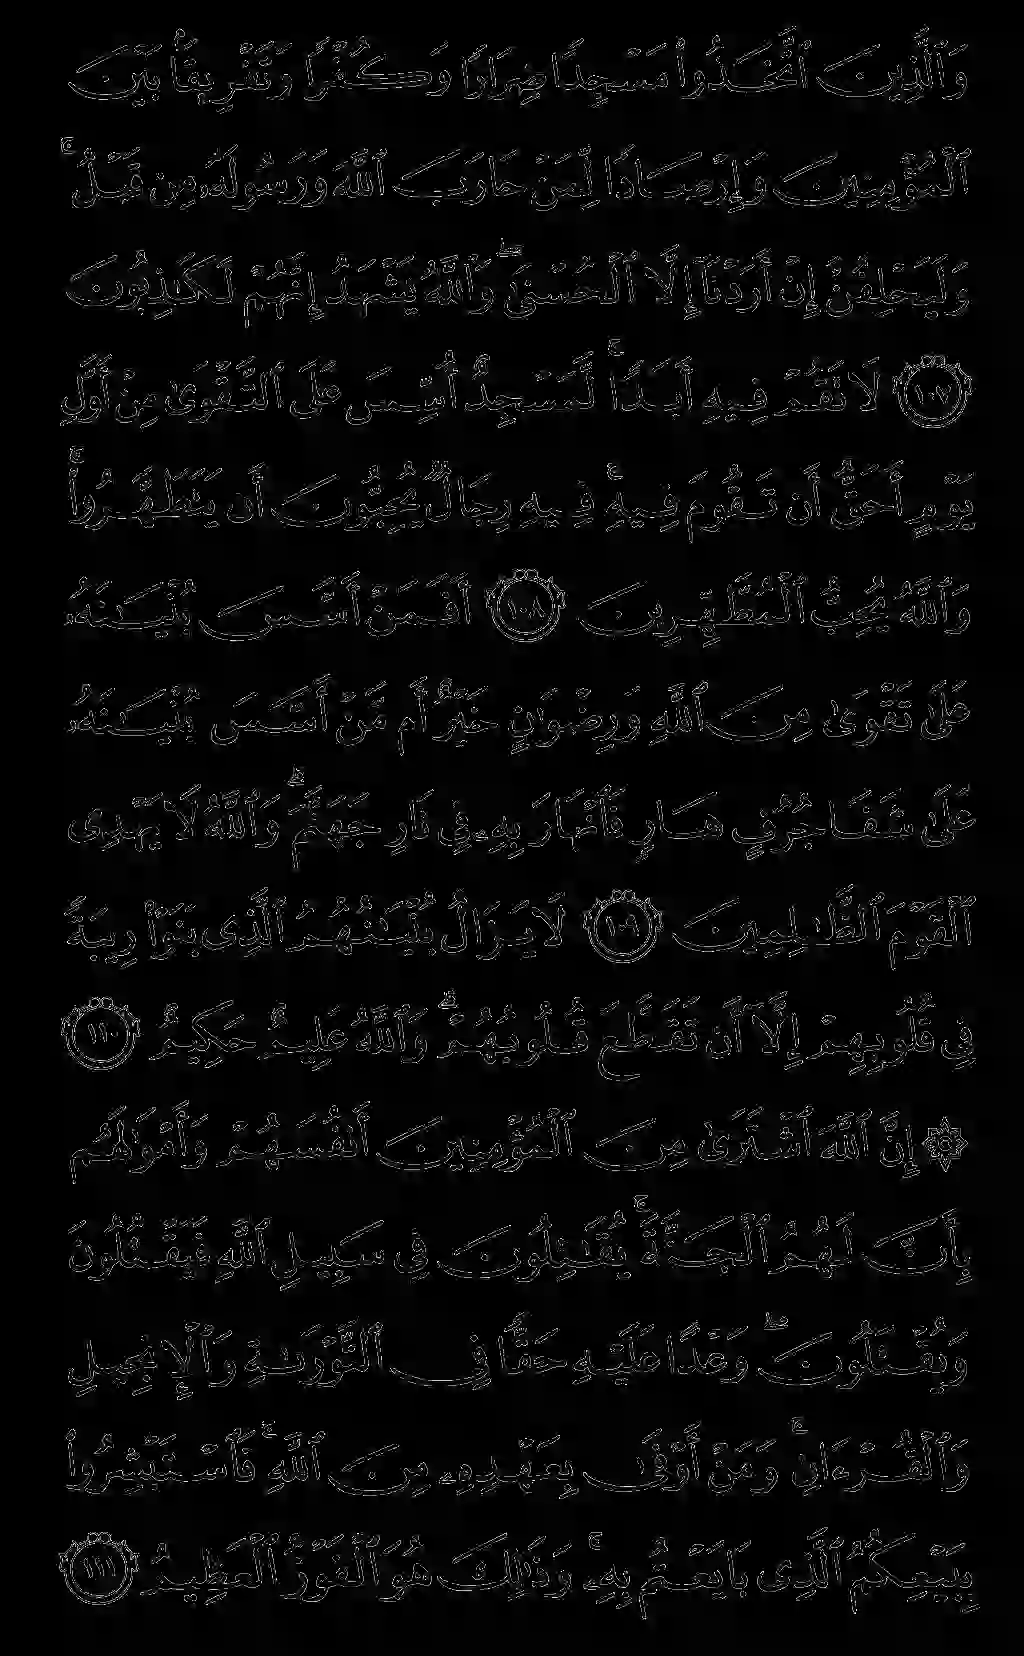 وَٱلَّذِينَ ٱتَّخَذُوا۟ مَسْجِدًا ضِرَارًا وَكُفْرًا وَتَفْرِيقًۢا بَيْنَ
ٱلْمُؤْمِنِينَ وَإِرْصَادًا لِّمَنْ حَارَبَ ٱللَّهَ وَرَسُولَهُۥ مِن قَبْلُ ۚ
وَلَيَحْلِفُنَّ إِنْ أَرَدْنَآ إِلَّا ٱلْحُسْنَىٰ ۖ وَٱللَّهُ يَشْهَدُ إِنَّهُمْ لَكَـٰذِبُونَ
١٠٧ لَا تَقُمْ فِيهِ أَبَدًا ۚ لَّمَسْجِدٌ أُسِّسَ عَلَى ٱلتَّقْوَىٰ مِنْ أَوَّلِ
يَوْمٍ أَحَقُّ أَن تَقُومَ فِيهِ ۚ فِيهِ رِجَالٌ يُحِبُّونَ أَن يَتَطَهَّرُوا۟ ۚ
وَٱللَّهُ يُحِبُّ ٱلْمُطَّهِّرِينَ ١٠٨ أَفَمَنْ أَسَّسَ بُنْيَـٰنَهُۥ
عَلَىٰ تَقْوَىٰ مِنَ ٱللَّهِ وَرِضْوَٰنٍ خَيْرٌ أَم مَّنْ أَسَّسَ بُنْيَـٰنَهُۥ
عَلَىٰ شَفَا جُرُفٍ هَارٍ فَٱنْهَارَ بِهِۦ فِى نَارِ جَهَنَّمَ ۗ وَٱللَّهُ لَا يَهْدِى
ٱلْقَوْمَ ٱلظَّـٰلِمِينَ ١٠٩ لَا يَزَالُ بُنْيَـٰنُهُمُ ٱلَّذِى بَنَوْا۟ رِيبَةً
فِى قُلُوبِهِمْ إِلَّآ أَن تَقَطَّعَ قُلُوبُهُمْ ۗ وَٱللَّهُ عَلِيمٌ حَكِيمٌ ١١٠
۞ إِنَّ ٱللَّهَ ٱشْتَرَىٰ مِنَ ٱلْمُؤْمِنِينَ أَنفُسَهُمْ وَأَمْوَٰلَهُم
بِأَنَّ لَهُمُ ٱلْجَنَّةَ ۚ يُقَـٰتِلُونَ فِى سَبِيلِ ٱللَّهِ فَيَقْتُلُونَ
وَيُقْتَلُونَ ۖ وَعْدًا عَلَيْهِ حَقًّا فِى ٱلتَّوْرَىٰةِ وَٱلْإِنجِيلِ
وَٱلْقُرْءَانِ ۚ وَمَنْ أَوْفَىٰ بِعَهْدِهِۦ مِنَ ٱللَّهِ ۚ فَٱسْتَبْشِرُوا۟
بِبَيْعِكُمُ ٱلَّذِى بَايَعْتُم بِهِۦ ۚ وَذَٰلِكَ هُوَ ٱلْفَوْزُ ٱلْعَظِيمُ ١١١